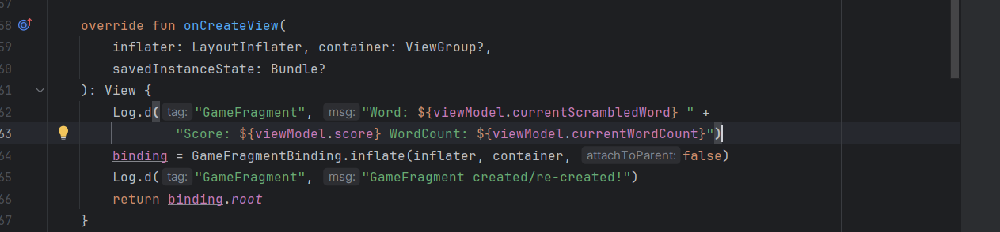 57
58 override fun onCreateView(
59 inflater: LayoutInflater, container: ViewGroup?,
60 savedInstanceState: Bundle?
61 ): View {
62 Log.d( tag: "GameFragment", msg: "Word: ${viewModel.currentScrambledWord} " +
63 "Score: ${viewModel.score} WordCount: ${viewModel.currentWordCount}")
64 binding = GameFragmentBinding.inflate(inflater, container, attachToParent: false)
65 Log.d( tag: "GameFragment", msg: "GameFragment created/re-created!")
66 return binding.root
67 }